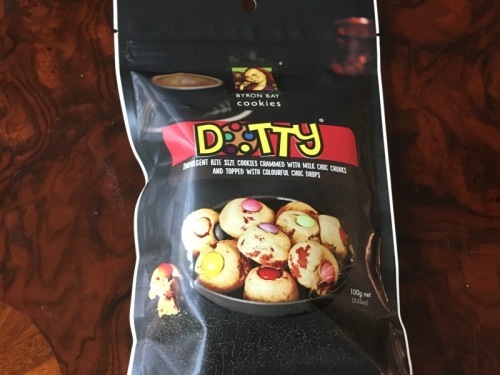 BYRON BAY
cookies
DOTTY
INDULGENT BITE SIZE COOKIES CRAMMED WITH MILK CHOC CHUNKS
AND TOPPED WITH COLOURFUL CHOC DROPS
100g net